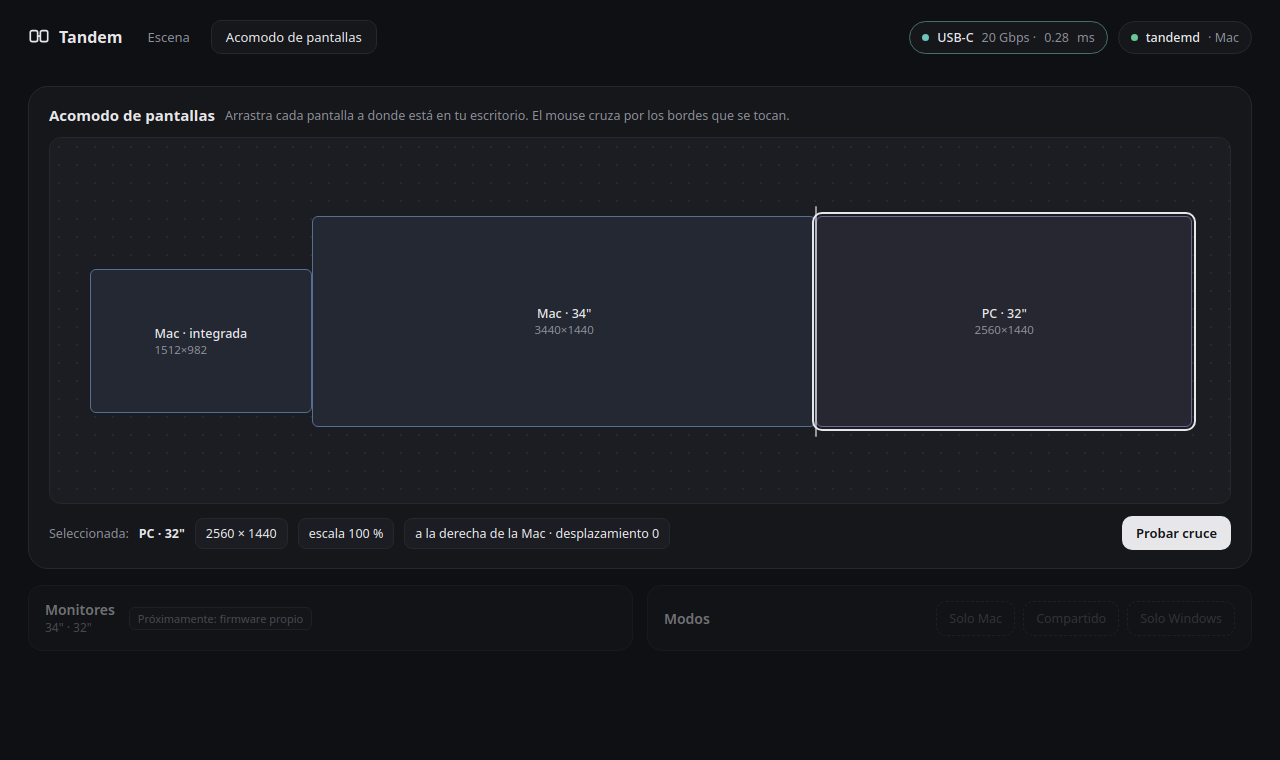 Tandem
Escena
Acomodo de pantallas
USB-C 20 Gbps · 0.28 ms
tandemd · Mac
Acomodo de pantallas
Arrastra cada pantalla a donde está en tu escritorio. El mouse cruza por los bordes que se tocan.
Mac · integrada
1512×982
Mac · 34"
3440×1440
PC · 32"
2560×1440
Seleccionada: PC · 32"
2560 × 1440
escala 100 %
a la derecha de la Mac · desplazamiento 0
Probar cruce
Monitores
34" · 32"
Próximamente: firmware propio
Modos
Solo Mac
Compartido
Solo Windows